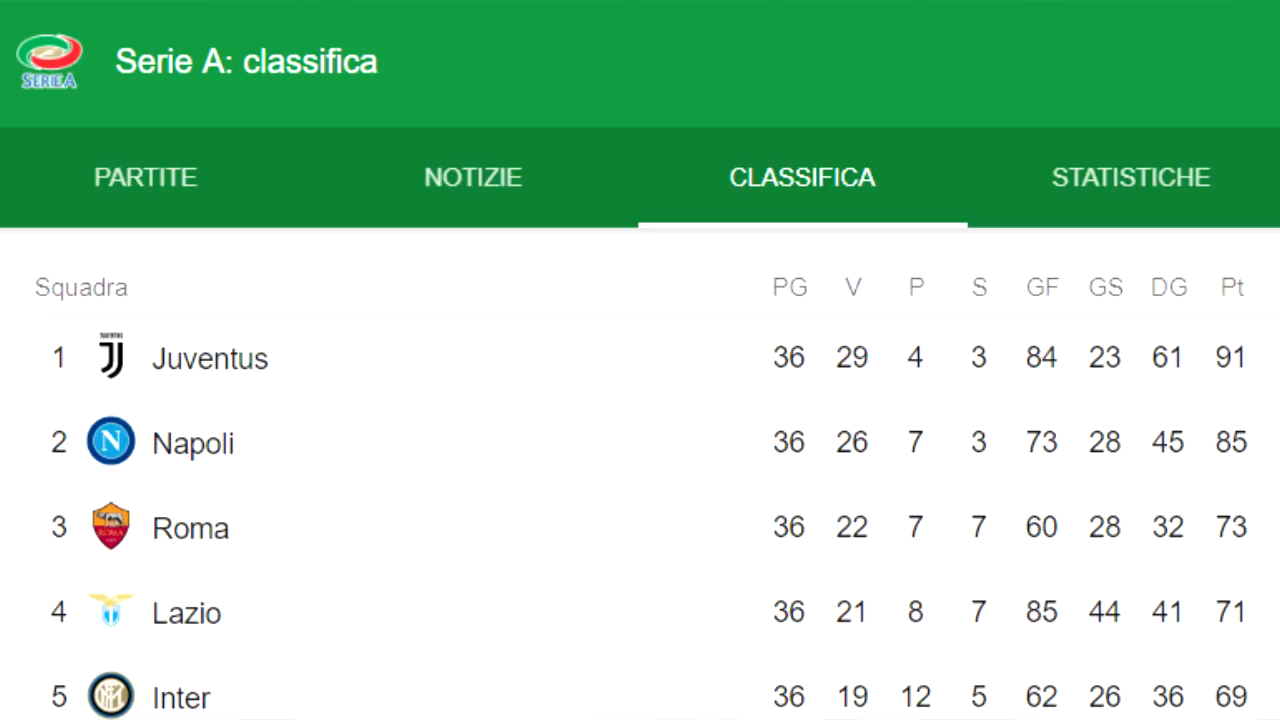 SERIE A
Serie A: classifica
PARTITE NOTIZIE CLASSIFICA STATISTICHE
Squadra PG V P S GF GS DG Pt
1 JUVENTUS Juventus 36 29 4 3 84 23 61 91
2 N Napoli 36 26 7 3 73 28 45 85
3 ROMA Roma 36 22 7 7 60 28 32 73
4 Lazio 36 21 8 7 85 44 41 71
5 Inter 36 19 12 5 62 26 36 69